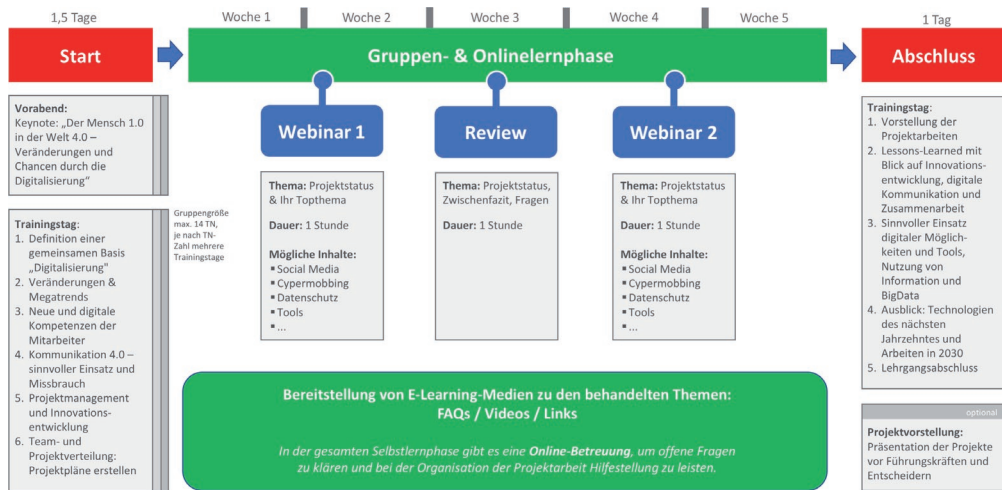 1,5 Tage
Woche 1
Woche 2
Woche 3
Woche 4
Woche 5
1 Tag
Start
Gruppen- & Onlinelernphase
Abschluss
Vorabend:
Keynote: „Der Mensch 1.0
in der Welt 4.0 –
Veränderungen und
Chancen durch die
Digitalisierung“
Trainingstag:
1. Definition einer
gemeinsamen Basis
„Digitalisierung"
2. Veränderungen &
Megatrends
3. Neue und digitale
Kompetenzen der
Mitarbeiter
4. Kommunikation 4.0 –
sinnvoller Einsatz und
Missbrauch
5. Projektmanagement
und Innovations-
entwicklung
6. Team- und
Projektverteilung:
Projektpläne erstellen
Gruppengröße
max. 14 TN,
je nach TN-
Zahl mehrere
Trainingstage
Webinar 1
Thema: Projektstatus
& Ihr Topthema
Dauer: 1 Stunde
Mögliche Inhalte:
▪ Social Media
▪ Cypermobbing
▪ Datenschutz
▪ Tools
▪ ...
Review
Thema: Projektstatus,
Zwischenfazit, Fragen
Dauer: 1 Stunde
Webinar 2
Thema: Projektstatus
& Ihr Topthema
Dauer: 1 Stunde
Mögliche Inhalte:
▪ Social Media
▪ Cypermobbing
▪ Datenschutz
▪ Tools
▪ ...
Bereitstellung von E-Learning-Medien zu den behandelten Themen:
FAQs / Videos / Links
In der gesamten Selbstlernphase gibt es eine Online-Betreuung, um offene Fragen
zu klären und bei der Organisation der Projektarbeit Hilfestellung zu leisten.
Trainingstag:
1. Vorstellung der
Projektarbeiten
2. Lessons-Learned mit
Blick auf Innovations-
entwicklung, digitale
Kommunikation und
Zusammenarbeit
3. Sinnvoller Einsatz
digitaler Möglich-
keiten und Tools,
Nutzung von
Information und
BigData
4. Ausblick: Technologien
des nächsten
Jahrzehntes und
Arbeiten in 2030
5. Lehrgangsabschluss
optional
Projektvorstellung:
Präsentation der Projekte
vor Führungskräften und
Entscheidern